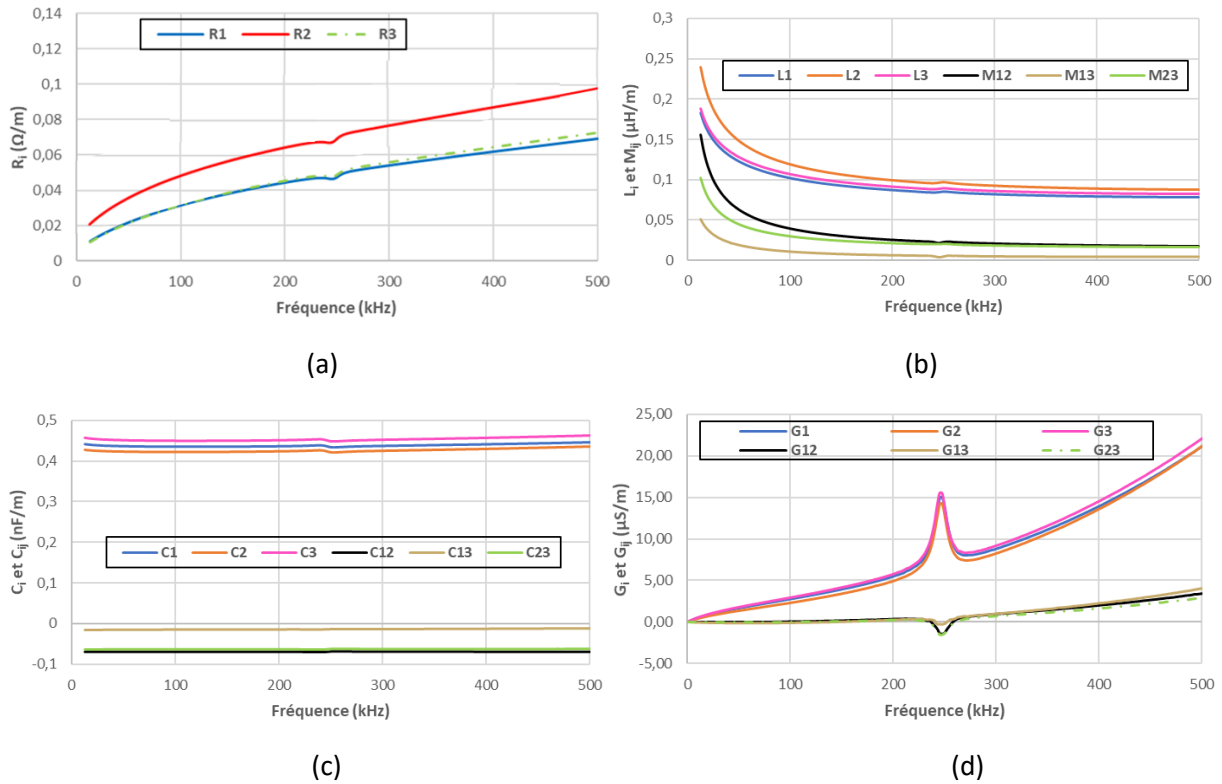 0,14
0,12
0,1
0,08
0,06
0,04
0,02
0
R1 R2 R3
Ri (Ω/m)
0 100 200 300 400 500
Fréquence (kHz)
(a)
0,3
0,25
0,2
0,15
0,1
0,05
0
L1 L2 L3 M12 M13 M23
Li et Mij (µH/m)
0 100 200 300 400 500
Fréquence (kHz)
(b)
0,5
0,4
0,3
0,2
0,1
0
-0,1
C1 C2 C3 C12 C13 C23
Ci et Cij (nF/m)
0 100 200 300 400 500
Fréquence (kHz)
(c)
25,00
20,00
15,00
10,00
5,00
0,00
-5,00
G1 G2 G3
G12 G13 G23
Gi et Gij (µS/m)
0 100 200 300 400 500
Fréquence (kHz)
(d)